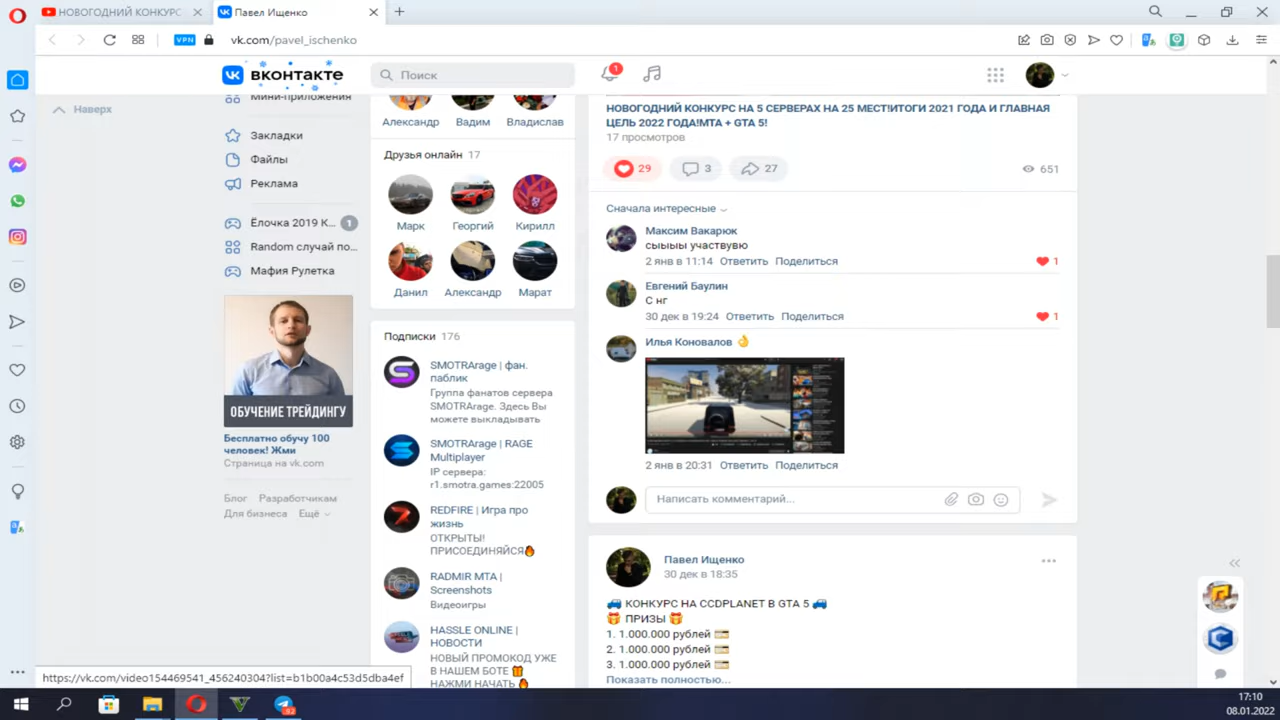 НОВОГОДНИЙ КОНКУРС
Павел Ищенко
VPN
vk.com/pavel_ischenko
вконтакте
Поиск
1
Наверх
Мини-приложения
Закладки
Файлы
Реклама
Ёлочка 2019 К... 1
Random случай по...
Мафия Рулетка
ОБУЧЕНИЕ ТРЕЙДИНГУ
Бесплатно обучу 100
человек! Жми
Страница на vk.com
Блог Разработчикам
Для бизнеса Ещё
Александр Вадим Владислав
Друзья онлайн 17
Марк Георгий Кирилл
Данил Александр Марат
Подписки 176
SMOTRArage | фан.
паблик
Группа фанатов сервера
SMOTRArage. Здесь Вы
можете выкладывать
SMOTRArage | RAGE
Multiplayer
IP сервера:
r1.smotra.games:22005
REDFIRE | Игра про
жизнь
ОТКРЫТЫ!
ПРИСОЕДИНЯЙСЯ🔥
RADMIR MTA |
Screenshots
Видеоигры
HASSLE ONLINE |
НОВОСТИ
НОВЫЙ ПРОМОКОД УЖЕ
В НАШЕМ БОТЕ 🎁
НАЖМИ НАЧАТЬ 🔥
НОВОГОДНИЙ КОНКУРС НА 5 СЕРВЕРАХ НА 25 МЕСТ!ИТОГИ 2021 ГОДА И ГЛАВНАЯ
ЦЕЛЬ 2022 ГОДА!МТА + GTA 5!
17 просмотров
29 3 27 651
Сначала интересные
Максим Вакарюк
сыыыы участвувю
2 янв в 11:14 Ответить Поделиться 1
Евгений Баулин
С нг
30 дек в 19:24 Ответить Поделиться 1
Илья Коновалов 👌
2 янв в 20:31 Ответить Поделиться
Написать комментарий...
Павел Ищенко
30 дек в 18:35
🚙 КОНКУРС НА CCDPLANET В GTA 5 🚙
🎁 ПРИЗЫ 🎁
1. 1.000.000 рублей 💳
2. 1.000.000 рублей 💳
3. 1.000.000 рублей 💳
Показать полностью...
https://vk.com/video154469541_456240304?list=b1b00a4c53d5dba4ef
17:10
08.01.2022